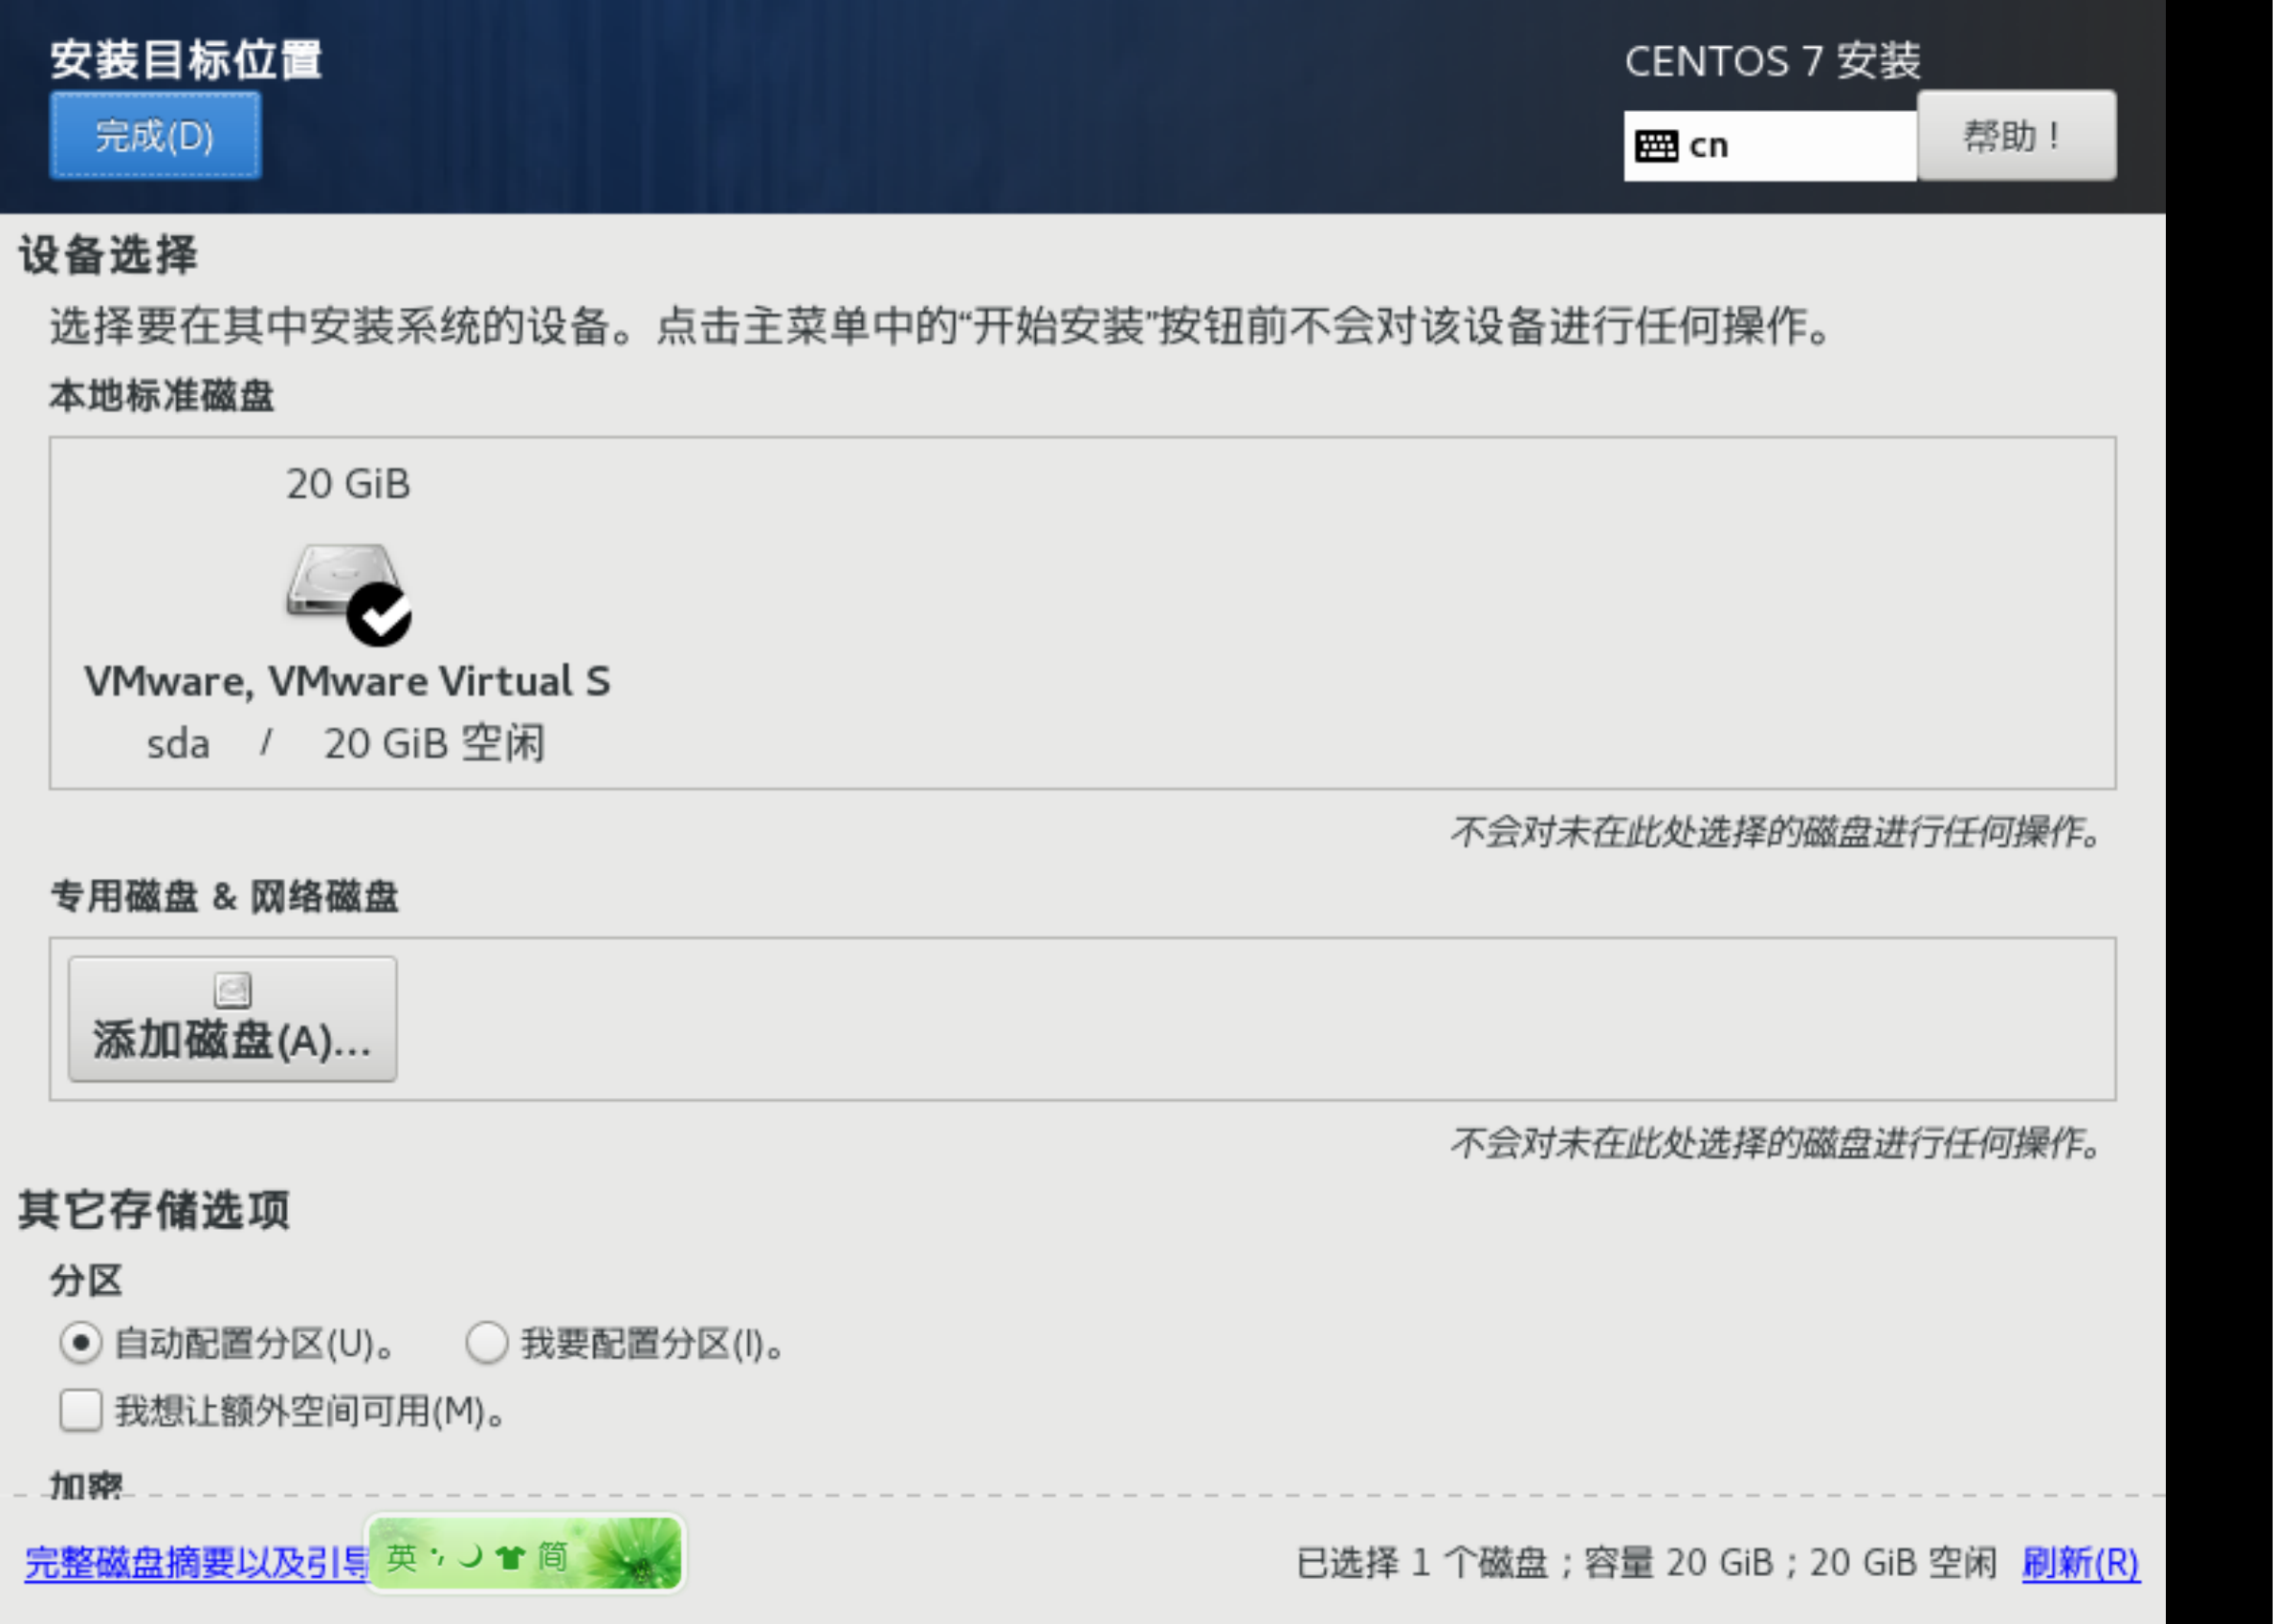 安装目标位置
CENTOS 7 安装
完成(D)
cn
帮助！
设备选择
选择要在其中安装系统的设备。点击主菜单中的“开始安装”按钮前不会对该设备进行任何操作。
本地标准磁盘
20 GiB
VMware, VMware Virtual S
sda / 20 GiB 空闲
不会对未在此处选择的磁盘进行任何操作。
专用磁盘 & 网络磁盘
添加磁盘(A)...
不会对未在此处选择的磁盘进行任何操作。
其它存储选项
分区
自动配置分区(U)。 我要配置分区(I)。
我想让额外空间可用(M)。
加密
完整磁盘摘要以及引导
英 简
已选择 1 个磁盘；容量 20 GiB；20 GiB 空闲 刷新(R)